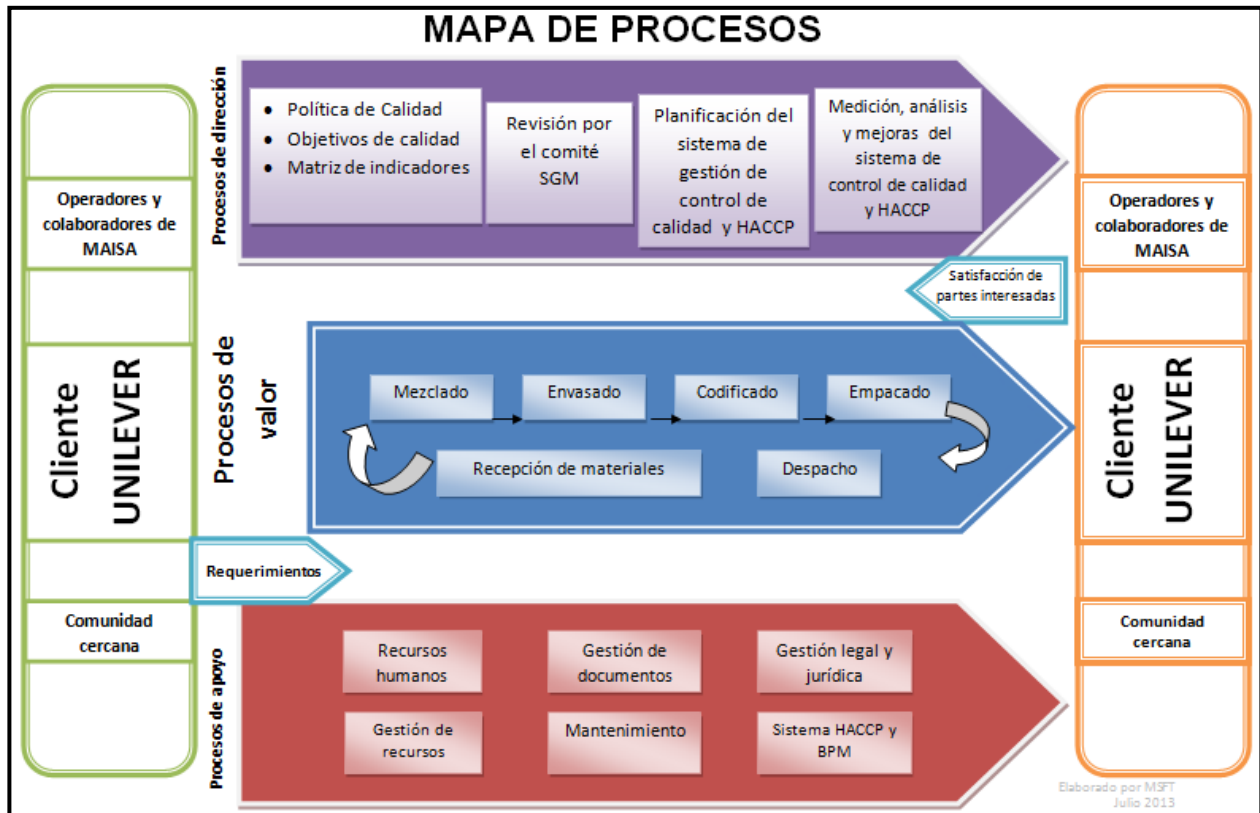 MAPA DE PROCESOS
Operadores y
colaboradores de
MAISA
Cliente
UNILEVER
Comunidad
cercana
Requerimientos
Procesos de dirección
• Política de Calidad
• Objetivos de calidad
• Matriz de indicadores
Revisión por
el comité
SGM
Planificación del
sistema de
gestión de
control de
calidad y HACCP
Medición, análisis
y mejoras del
sistema de
control de calidad
y HACCP
Satisfacción de
partes interesadas
Procesos de
valor
Mezclado
Envasado
Codificado
Empacado
Recepción de materiales
Despacho
Procesos de apoyo
Recursos
humanos
Gestión de
documentos
Gestión legal y
jurídica
Gestión de
recursos
Mantenimiento
Sistema HACCP y
BPM
Operadores y
colaboradores de
MAISA
Cliente
UNILEVER
Comunidad
cercana
Elaborado por MSFT
Julio 2013